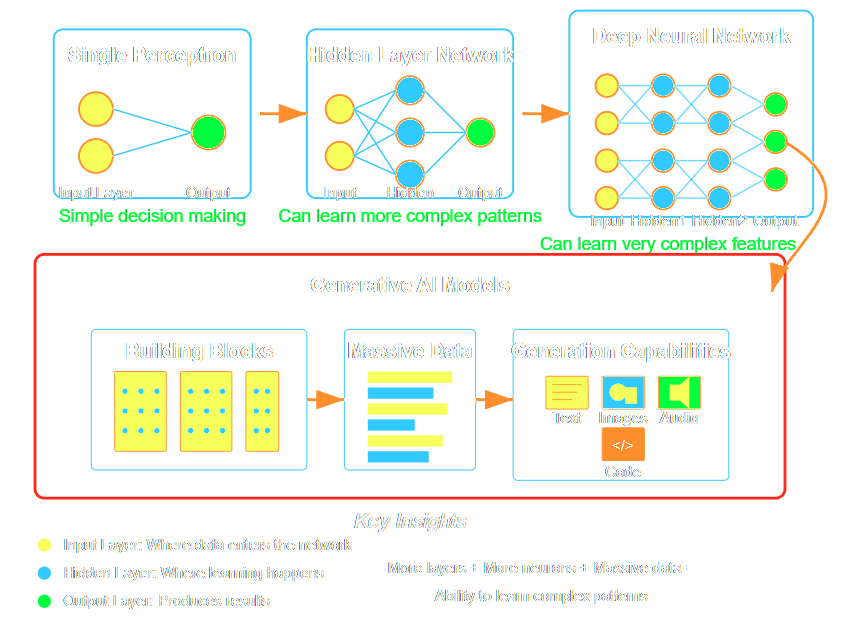 Single Perceptron
Hidden Layer Network
Deep Neural Network
Input Layer
Output
Input
Hidden
Output
Input Hidden1 Hidden2 Output
Simple decision making
Can learn more complex patterns
Can learn very complex features
Generative AI Models
Building Blocks
Massive Data
Generation Capabilities
Text
Images
Audio
</>
Code
Key Insights
Input Layer: Where data enters the network
Hidden Layer: Where learning happens
Output Layer: Produces results
More layers + More neurons + Massive data =
Ability to learn complex patterns